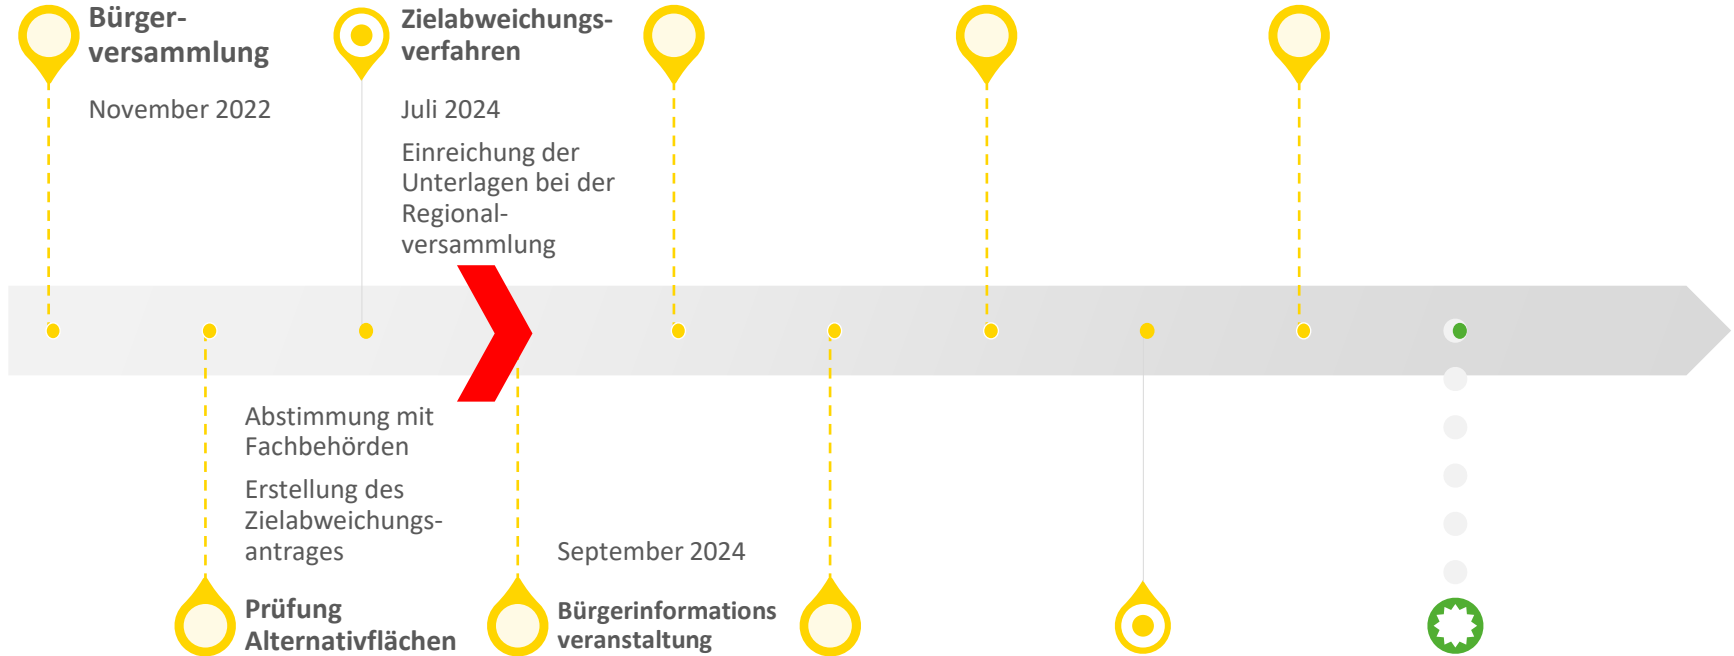 Bürger-
versammlung
November 2022
Zielabweichungs-
verfahren
Juli 2024
Einreichung der
Unterlagen bei der
Regional-
versammlung
Abstimmung mit
Fachbehörden
Erstellung des
Zielabweichungs-
antrages
Prüfung
Alternativflächen
September 2024
Bürgerinformations
veranstaltung